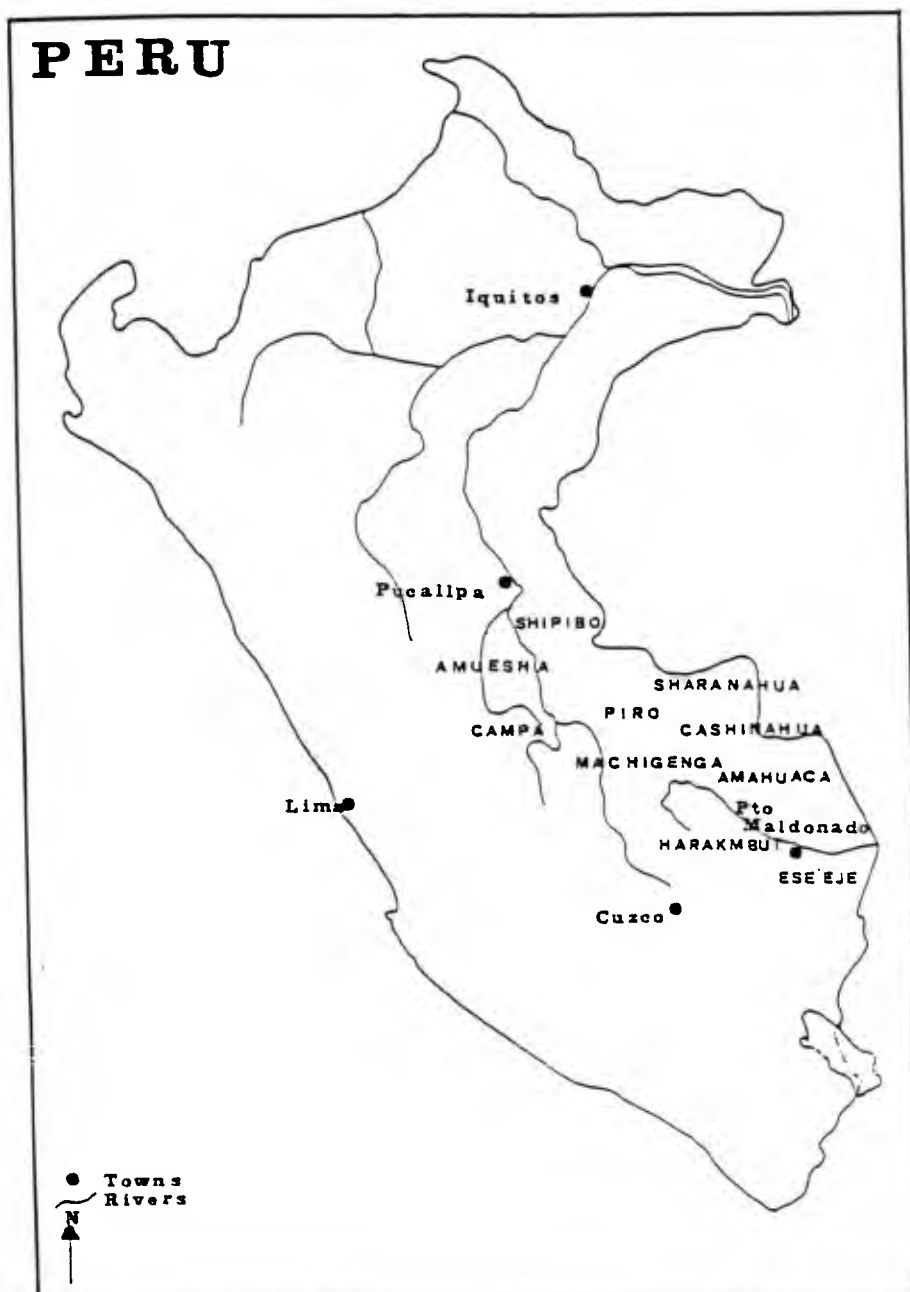 PERU
Iquitos
Pucallpa
SHIPIBO
AMUESHA
SHARANAHUA
PIRO
CAMPA
CASHINAHUA
MACHIGENGA
AMAHUACA
Lima
Pto
Maldonado
HARAKMBUT
ESE'EJE
Cuzco
Towns
Rivers
N